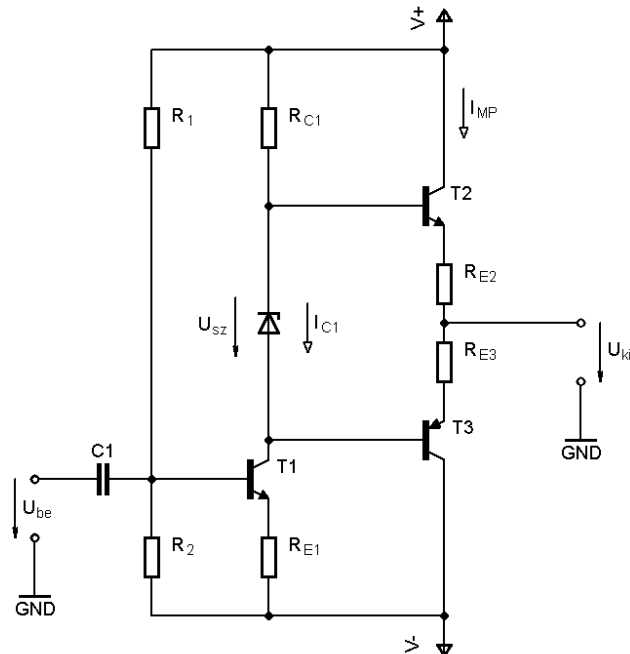 V+
I_MP
R_1
R_C1
T2
R_E2
U_sz
I_C1
U_ki
R_E3
T3
C1
T1
GND
U_be
R_2
R_E1
GND
V-